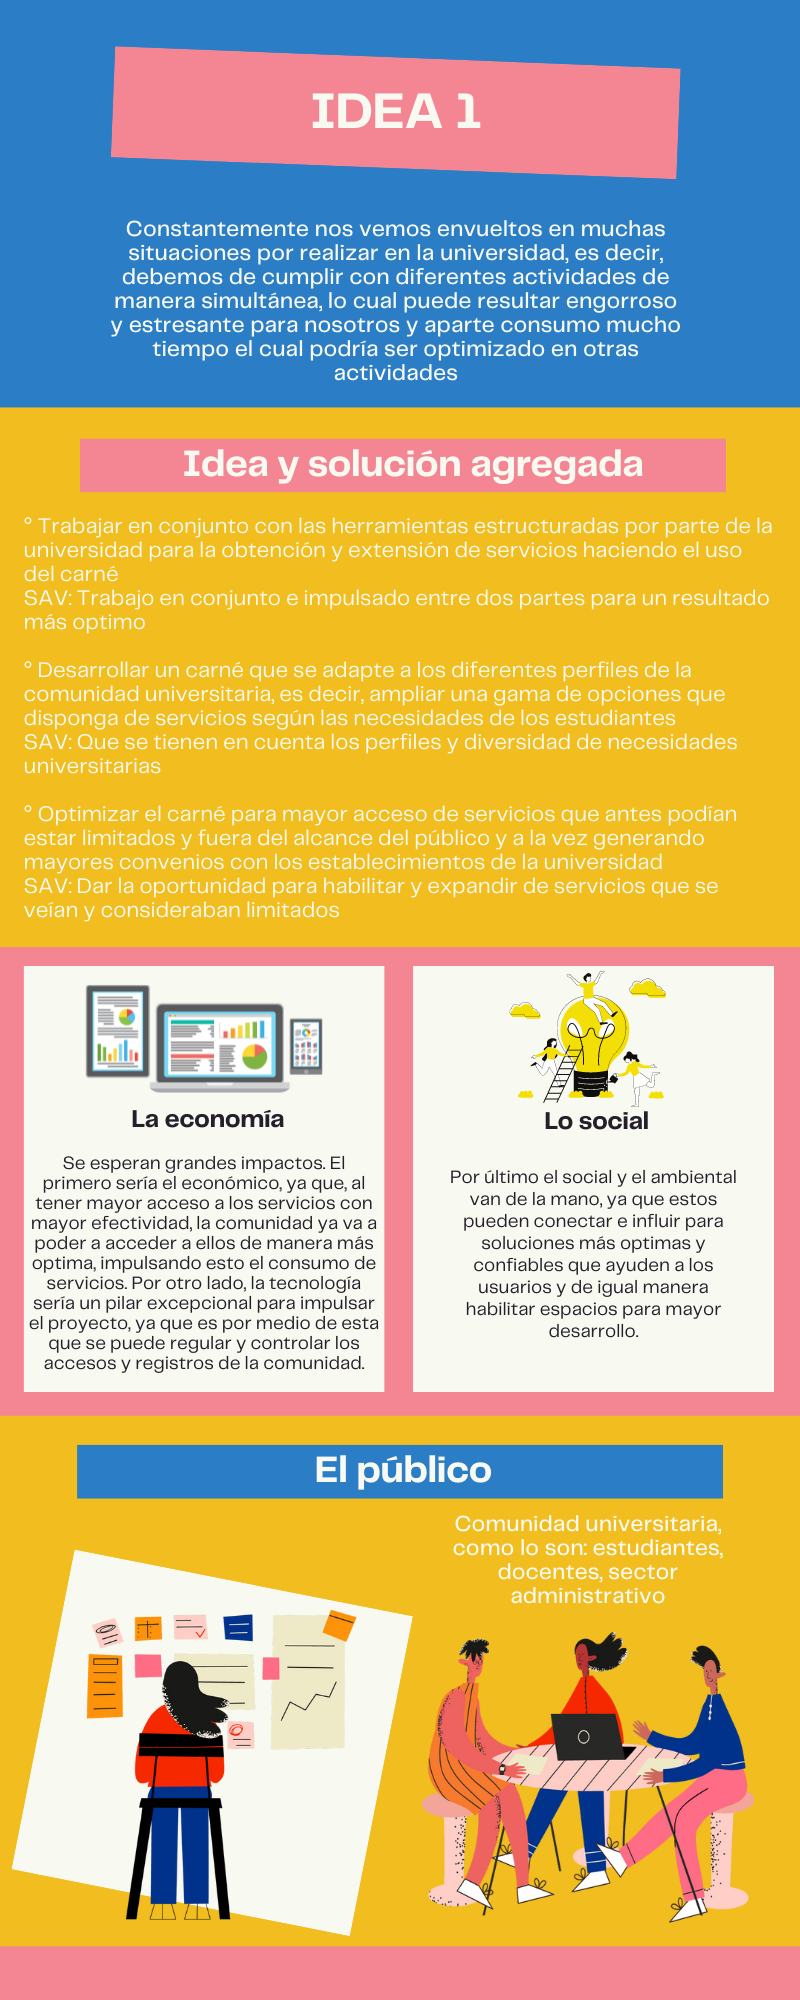 IDEA 1
Constantemente nos vemos envueltos en muchas
situaciones por realizar en la universidad, es decir,
debemos de cumplir con diferentes actividades de
manera simultánea, lo cual puede resultar engorroso
y estresante para nosotros y aparte consumo mucho
tiempo el cual podría ser optimizado en otras
actividades
Idea y solución agregada
° Trabajar en conjunto con las herramientas estructuradas por parte de la
universidad para la obtención y extensión de servicios haciendo el uso
del carné
SAV: Trabajo en conjunto e impulsado entre dos partes para un resultado
más optimo
° Desarrollar un carné que se adapte a los diferentes perfiles de la
comunidad universitaria, es decir, ampliar una gama de opciones que
disponga de servicios según las necesidades de los estudiantes
SAV: Que se tienen en cuenta los perfiles y diversidad de necesidades
universitarias
° Optimizar el carné para mayor acceso de servicios que antes podían
estar limitados y fuera del alcance del público y a la vez generando
mayores convenios con los establecimientos de la universidad
SAV: Dar la oportunidad para habilitar y expandir de servicios que se
veían y consideraban limitados
La economía
Se esperan grandes impactos. El
primero sería el económico, ya que, al
tener mayor acceso a los servicios con
mayor efectividad, la comunidad ya va a
poder a acceder a ellos de manera más
optima, impulsando esto el consumo de
servicios. Por otro lado, la tecnología
sería un pilar excepcional para impulsar
el proyecto, ya que es por medio de esta
que se puede regular y controlar los
accesos y registros de la comunidad.
Lo social
Por último el social y el ambiental
van de la mano, ya que estos
pueden conectar e influir para
soluciones más optimas y
confiables que ayuden a los
usuarios y de igual manera
habilitar espacios para mayor
desarrollo.
El público
Comunidad universitaria,
como lo son: estudiantes,
docentes, sector
administrativo